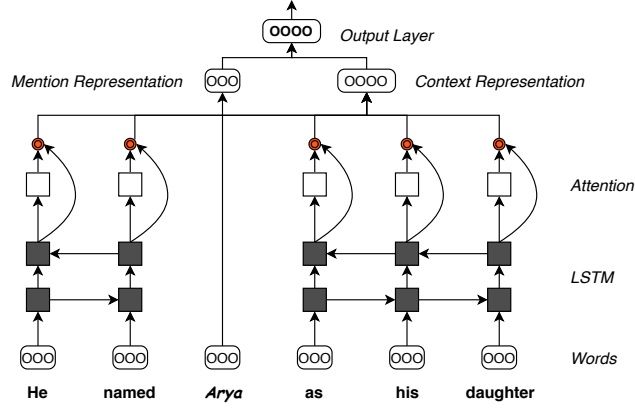 OOOO Output Layer
Mention Representation OOO OOOO Context Representation
Attention
LSTM
OOO OOO OOO OOO OOO OOO Words
He named Arya as his daughter